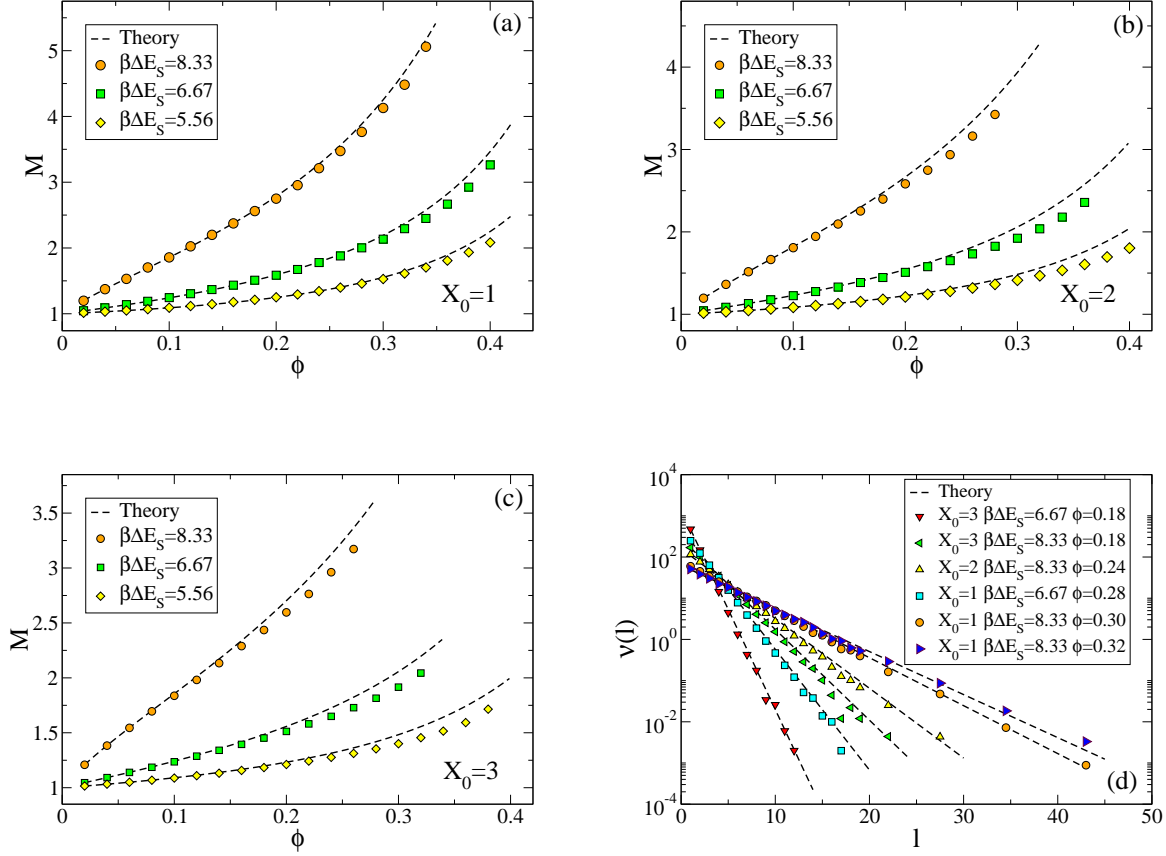 (a)
Theory
βΔE_S=8.33
βΔE_S=6.67
βΔE_S=5.56
X_0=1
M
5
4
3
2
1
0 0.1 0.2 0.3 0.4
ϕ
(b)
Theory
βΔE_S=8.33
βΔE_S=6.67
βΔE_S=5.56
X_0=2
M
4
3
2
1
0 0.1 0.2 0.3 0.4
ϕ
(c)
Theory
βΔE_S=8.33
βΔE_S=6.67
βΔE_S=5.56
X_0=3
M
3.5
3
2.5
2
1.5
1
0 0.1 0.2 0.3 0.4
ϕ
Theory
X_0=3 βΔE_S=6.67 ϕ=0.18
X_0=3 βΔE_S=8.33 ϕ=0.18
X_0=2 βΔE_S=8.33 ϕ=0.24
X_0=1 βΔE_S=6.67 ϕ=0.28
X_0=1 βΔE_S=8.33 ϕ=0.30
X_0=1 βΔE_S=8.33 ϕ=0.32
(d)
ν(l)
10^4
10^2
10^0
10^-2
10^-4
0 10 20 30 40 50
l